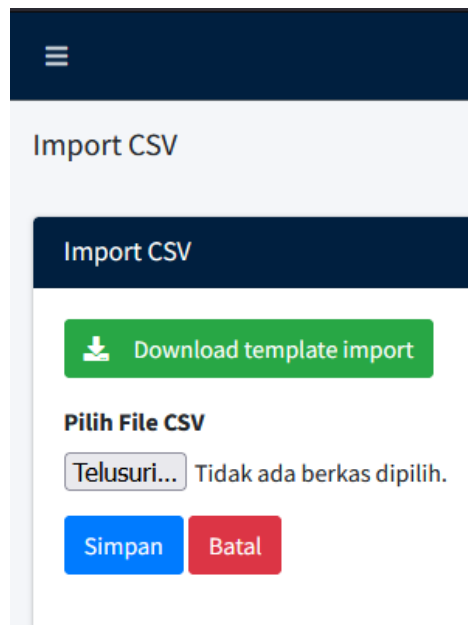 Import CSV
Import CSV
Download template import
Pilih File CSV
Telusuri... Tidak ada berkas dipilih.
Simpan Batal